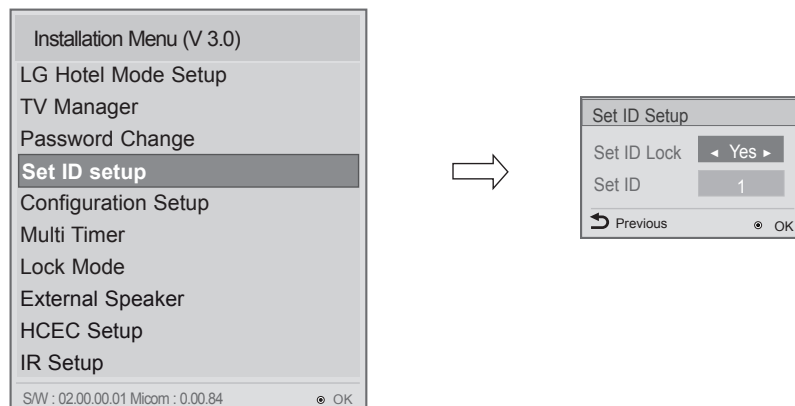 Installation Menu (V 3.0)
LG Hotel Mode Setup
TV Manager
Password Change
Set ID setup
Configuration Setup
Multi Timer
Lock Mode
External Speaker
HCEC Setup
IR Setup
S/W : 02.00.00.01 Micom : 0.00.84 ◉ OK
Set ID Setup
Set ID Lock ◄ Yes ►
Set ID 1
Previous ◉ OK